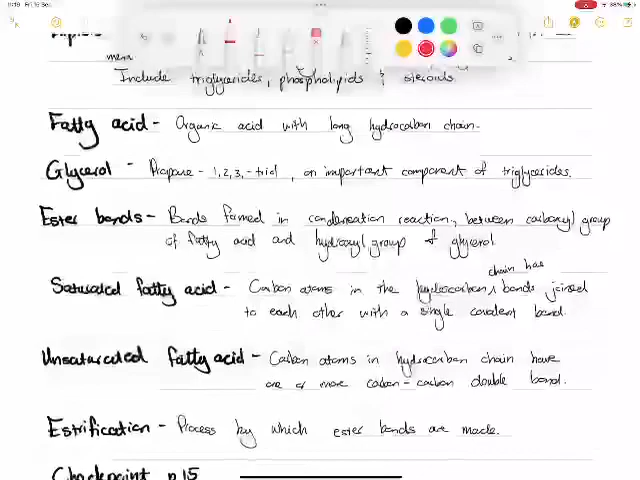 Include triglycerides, phospholipids & steroids.
Fatty acid - Organic acid with long hydrocarbon chain.
Glycerol - Propane - 1,2,3, - triol, an important component of triglycerides.
Ester bonds - Bonds formed in condensation reaction, between carboxyl group
of fatty acid and hydroxyl group of glycerol
chain has
Saturated fatty acid - Carbon atoms in the hydrocarbon bonds joined
to each other with a single covalent bond.
Unsaturated fatty acid - Carbon atoms in hydrocarbon chain have
one or more carbon - carbon double bond.
Estrification - Process by which ester bonds are made.
Checkpoint p.15